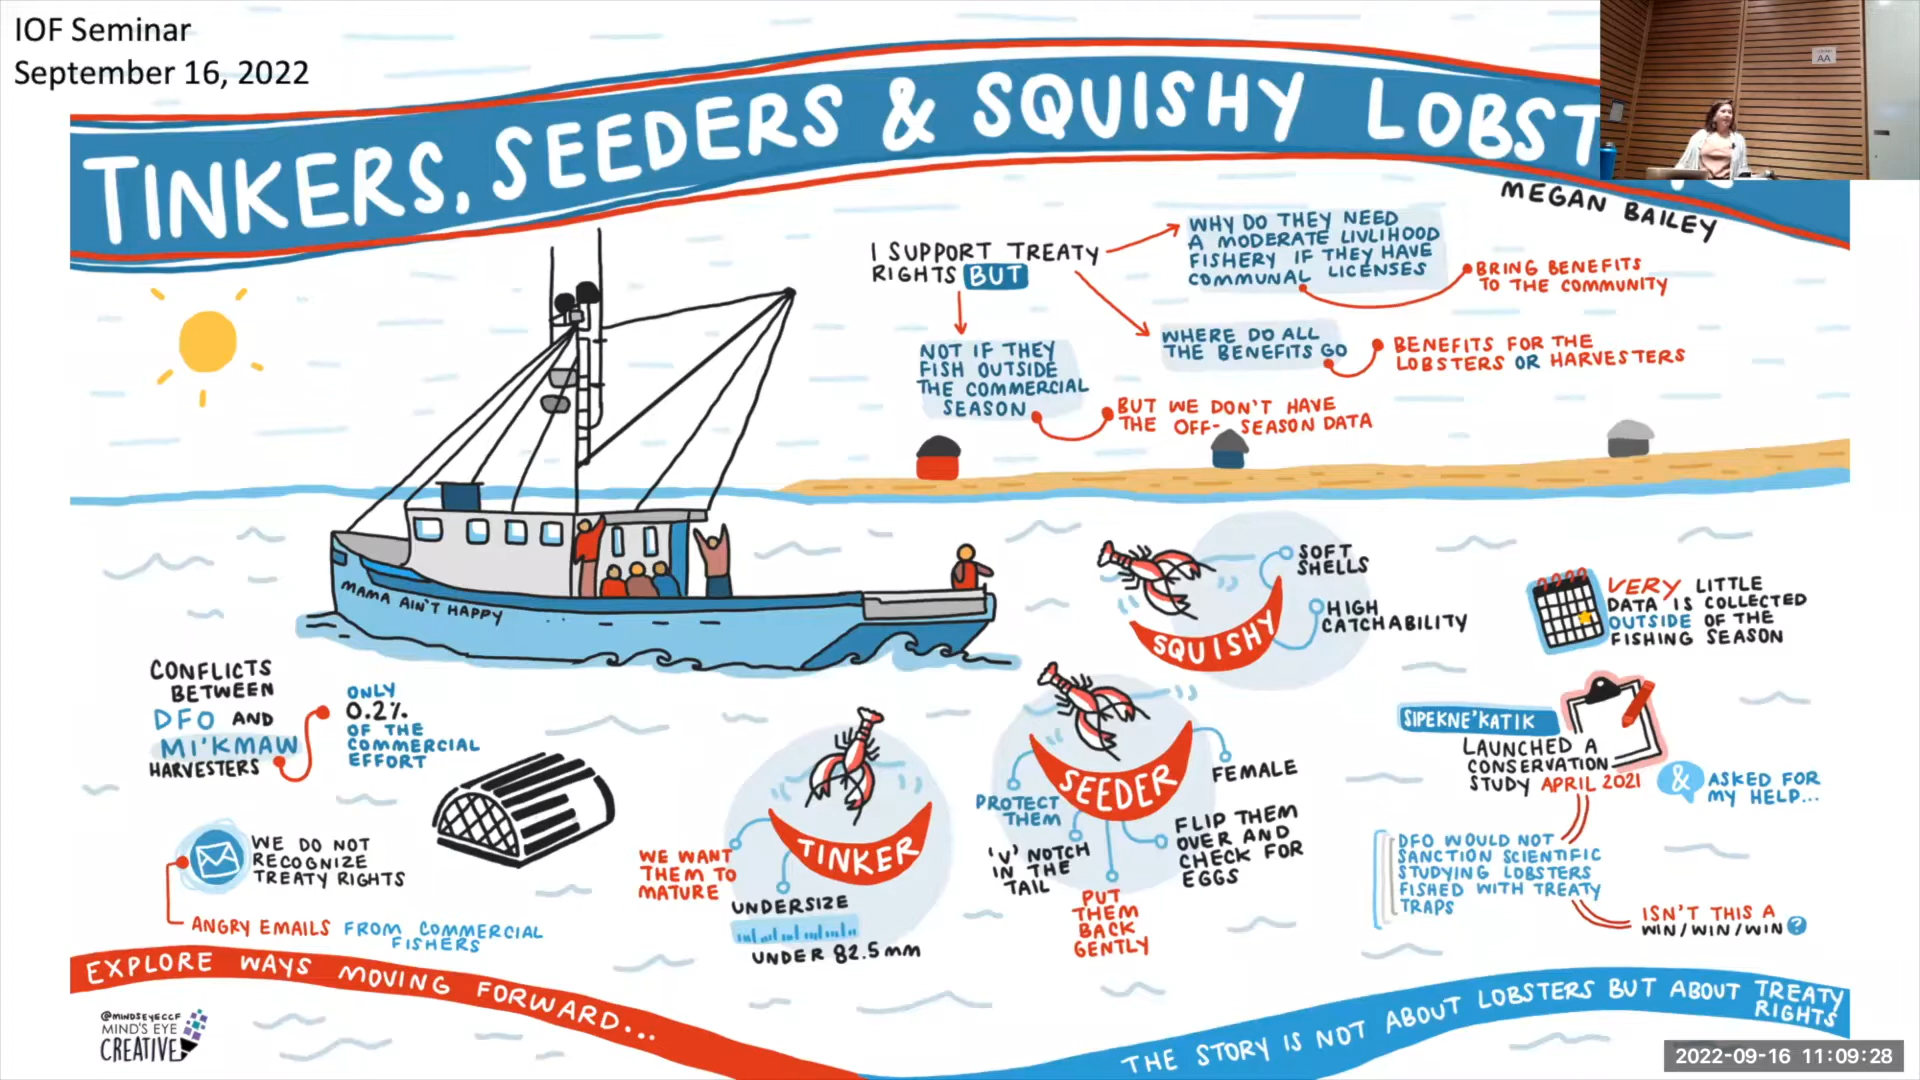 IOF Seminar
September 16, 2022
TINKERS, SEEDERS & SQUISHY LOBST
MEGAN BAILEY
I SUPPORT TREATY
RIGHTS BUT
WHY DO THEY NEED
A MODERATE LIVLIHOOD
FISHERY IF THEY HAVE
COMMUNAL LICENSES
BRING BENEFITS
TO THE COMMUNITY
WHERE DO ALL
THE BENEFITS GO
BENEFITS FOR THE
LOBSTERS OR HARVESTERS
NOT IF THEY
FISH OUTSIDE
THE COMMERCIAL
SEASON
BUT WE DON'T HAVE
THE OFF- SEASON DATA
MAMA AIN'T HAPPY
SOFT
SHELLS
HIGH
CATCHABILITY
SQUISHY
VERY LITTLE
DATA IS COLLECTED
OUTSIDE OF THE
FISHING SEASON
CONFLICTS
BETWEEN
DFO AND
MI'KMAW
HARVESTERS
ONLY
0.2%
OF THE
COMMERCIAL
EFFORT
SEEDER
PROTECT
THEM
'V' NOTCH
IN THE
TAIL
PUT
THEM
BACK
GENTLY
FEMALE
FLIP THEM
OVER AND
CHECK FOR
EGGS
SIPEKNE'KATIK
LAUNCHED A
CONSERVATION
STUDY APRIL 2021
& ASKED FOR
MY HELP...
TINKER
WE WANT
THEM TO
MATURE
UNDERSIZE
UNDER 82.5mm
WE DO NOT
RECOGNIZE
TREATY RIGHTS
ANGRY EMAILS FROM COMMERCIAL
FISHERS
DFO WOULD NOT
SANCTION SCIENTIFIC
STUDYING LOBSTERS
FISHED WITH TREATY
TRAPS
ISN'T THIS A
WIN/WIN/WIN?
EXPLORE WAYS MOVING FORWARD...
THE STORY IS NOT ABOUT LOBSTERS BUT ABOUT TREATY
RIGHTS
@MINDSEYECCF
MIND'S EYE
CREATIVE
AA
2022-09-16 11:09:28